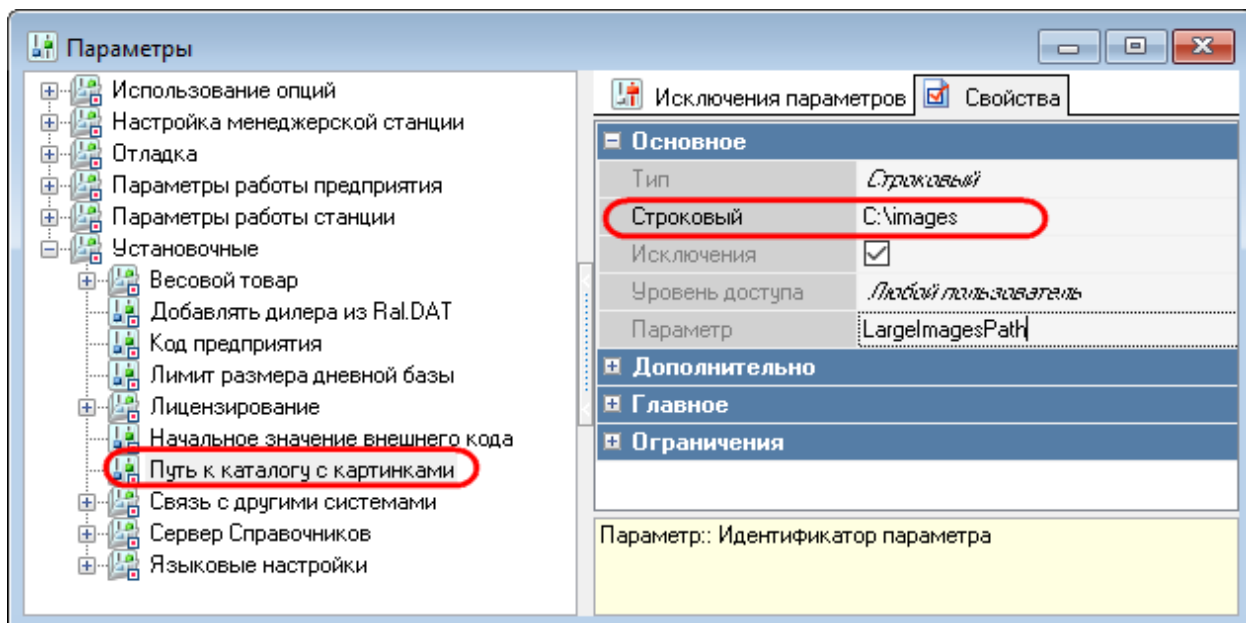 Параметры
Использование опций
Настройка менеджерской станции
Отладка
Параметры работы предприятия
Параметры работы станции
Установочные
Весовой товар
Добавлять дилера из Ral.DAT
Код предприятия
Лимит размера дневной базы
Лицензирование
Начальное значение внешнего кода
Путь к каталогу с картинками
Связь с другими системами
Сервер Справочников
Языковые настройки
Исключения параметров Свойства
Основное
Тип Строковый
Строковый C:\images
Исключения
Уровень доступа Любой пользователь
Параметр LargeImagesPath
Дополнительно
Главное
Ограничения
Параметр:: Идентификатор параметра